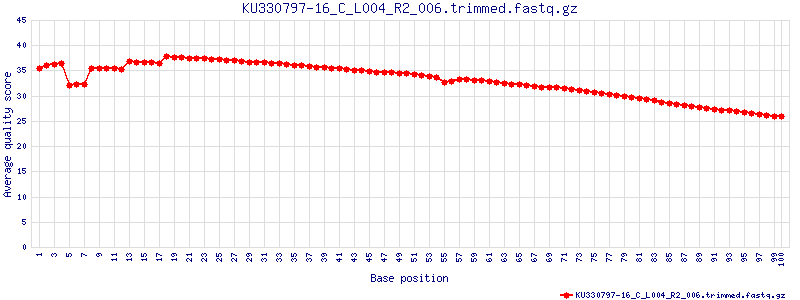 KU330797-16_C_L004_R2_006.trimmed.fastq.gz
45
40
35
30
25
20
15
10
5
0
Average quality score
1 3 5 7 9 11 13 15 17 19 21 23 25 27 29 31 33 35 37 39 41 43 45 47 49 51 53 55 57 59 61 63 65 67 69 71 73 75 77 79 81 83 85 87 89 91 93 95 97 99 100
Base position
KU330797-16_C_L004_R2_006.trimmed.fastq.gz